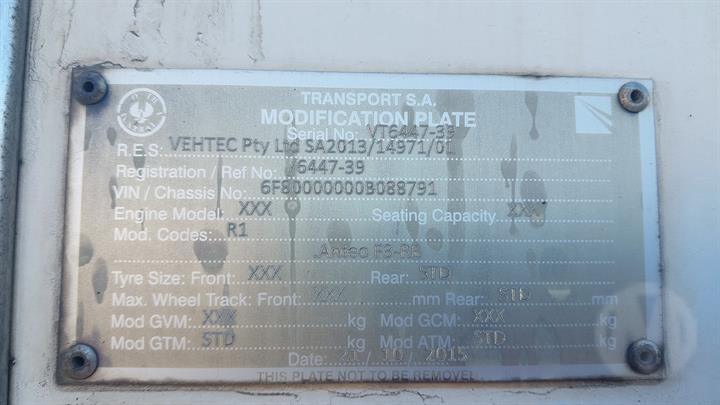 TRANSPORT S.A.
MODIFICATION PLATE
Serial No: VT6447-39
R.E.S: VEHTEC Pty Ltd SA2013/14971/01
Registration / Ref No: V6447-39
VIN / Chassis No: 6F80000000B088791
Engine Model: XXX Seating Capacity: XXX
Mod. Codes: R1
F3-RE
Tyre Size: Front: XXX Rear: STD
Max. Wheel Track: Front: XXX mm Rear: STD mm
Mod GVM: XXX kg Mod GCM: XXX kg
Mod GTM: STD kg Mod ATM: STD kg
Date: 21 / 10 / 2015
THIS PLATE NOT TO BE REMOVED